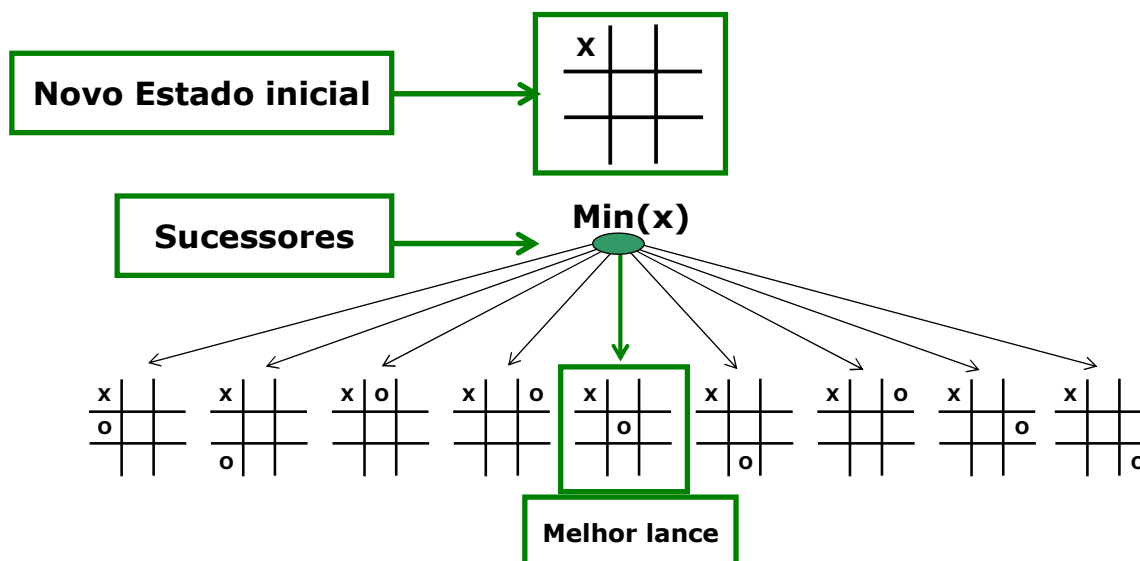 X
Novo Estado inicial
Min(x)
Sucessores
X X X O X O X X X O X X
O O O O
O O O
Melhor lance